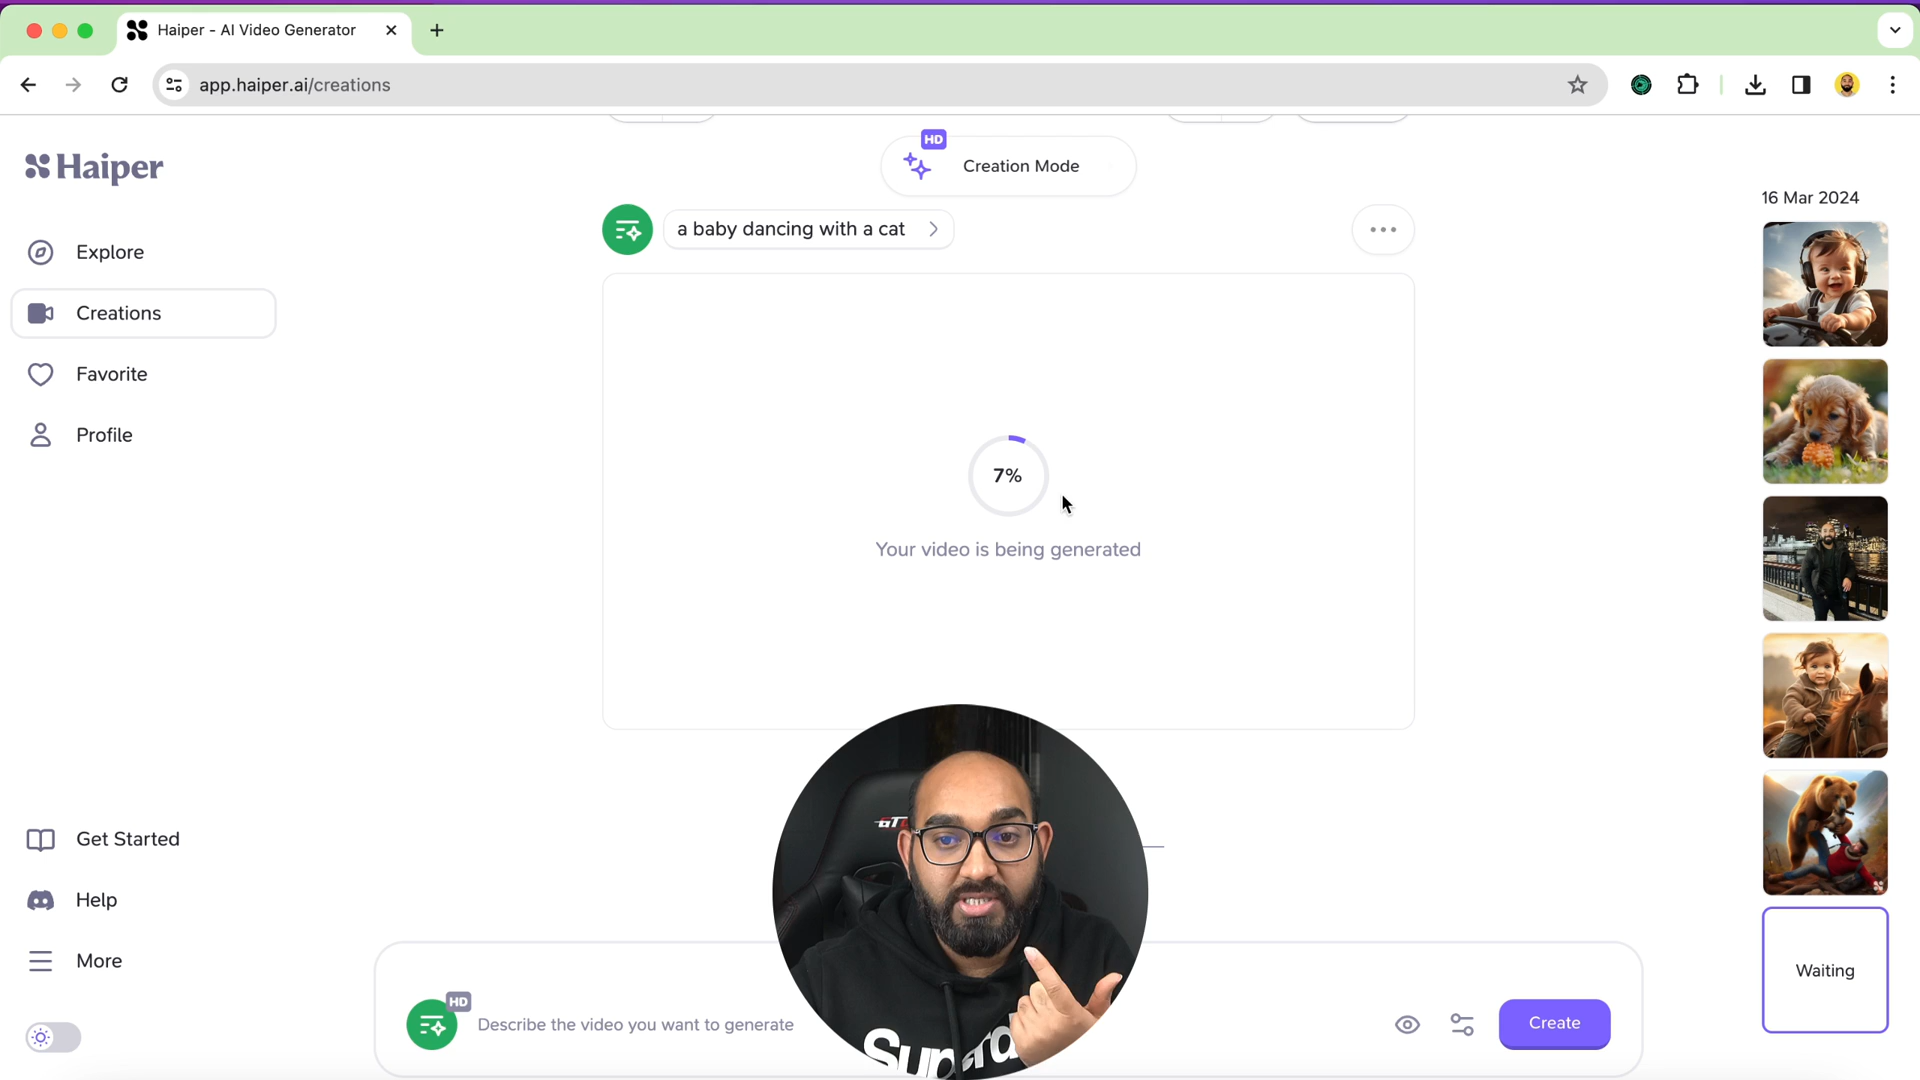 Haiper - AI Video Generator
app.haiper.ai/creations
Haiper
HD
Creation Mode
a baby dancing with a cat
16 Mar 2024
Explore
Creations
Favorite
Profile
7%
Your video is being generated
Get Started
Help
More
HD
Describe the video you want to generate
Create
Waiting